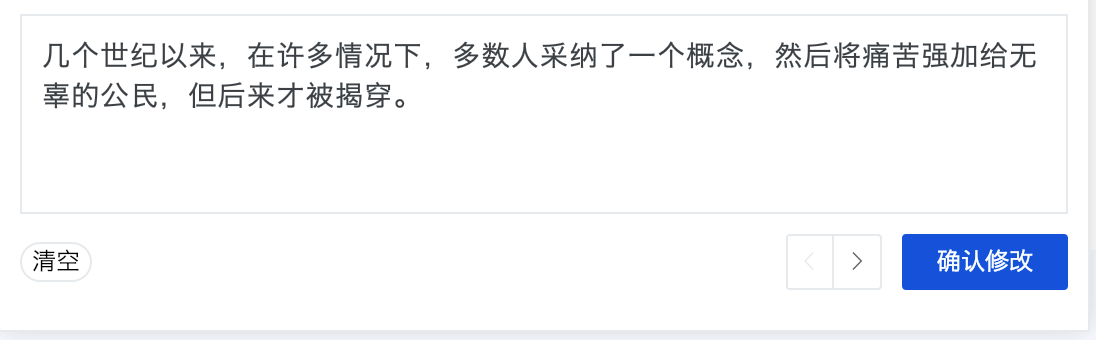 几个世纪以来，在许多情况下，多数人采纳了一个概念，然后将痛苦强加给无
辜的公民，但后来才被揭穿。
清空
确认修改